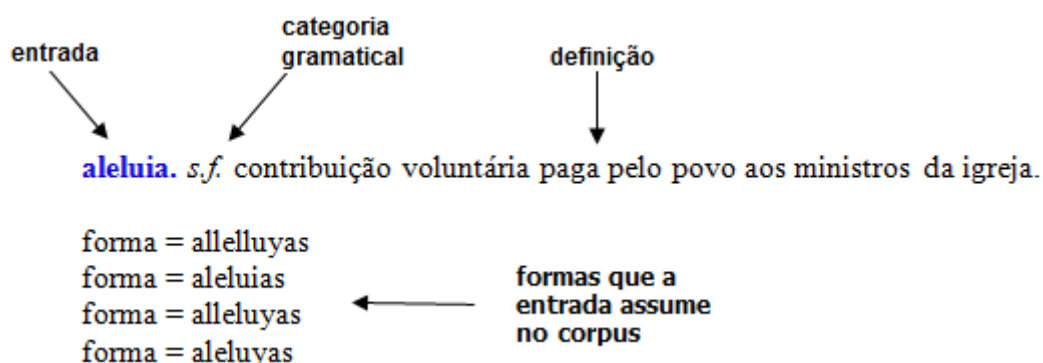 entrada
categoria
gramatical
definição
aleluia. s.f. contribuição voluntária paga pelo povo aos ministros da igreja.
forma = allelluyas
forma = aleluias
forma = alleluyas
forma = aleluyas
formas que a
entrada assume
no corpus